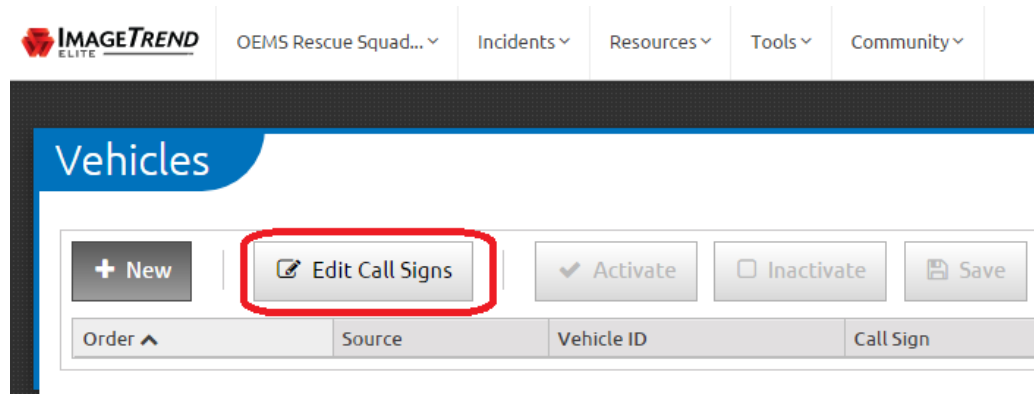 IMAGETREND
ELITE
OEMS Rescue Squad... Incidents Resources Tools Community
Vehicles
+ New Edit Call Signs Activate Inactivate Save
Order Source Vehicle ID Call Sign